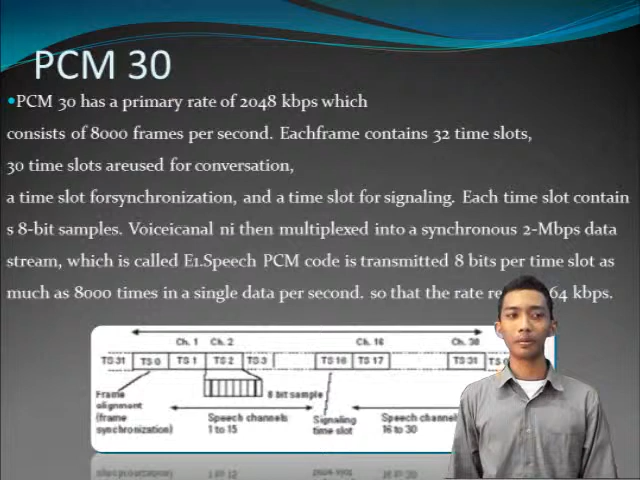 PCM 30
•PCM 30 has a primary rate of 2048 kbps which
consists of 8000 frames per second. Eachframe contains 32 time slots,
30 time slots areused for conversation,
a time slot forsynchronization, and a time slot for signaling. Each time slot contain
s 8-bit samples. Voiceicanal ni then multiplexed into a synchronous 2-Mbps data
stream, which is called E1.Speech PCM code is transmitted 8 bits per time slot as
much as 8000 times in a single data per second. so that the rate 64 kbps.
Ch. 1 Ch. 2 Ch. 16 Ch. 30
TS 31 TS 0 TS 1 TS 2 TS 3 TS 16 TS 17 TS 31
8 bit sample
Frame alignment (frame synchronization)
Speech channels 1 to 15
Signaling time slot
Speech channel 16 to 30